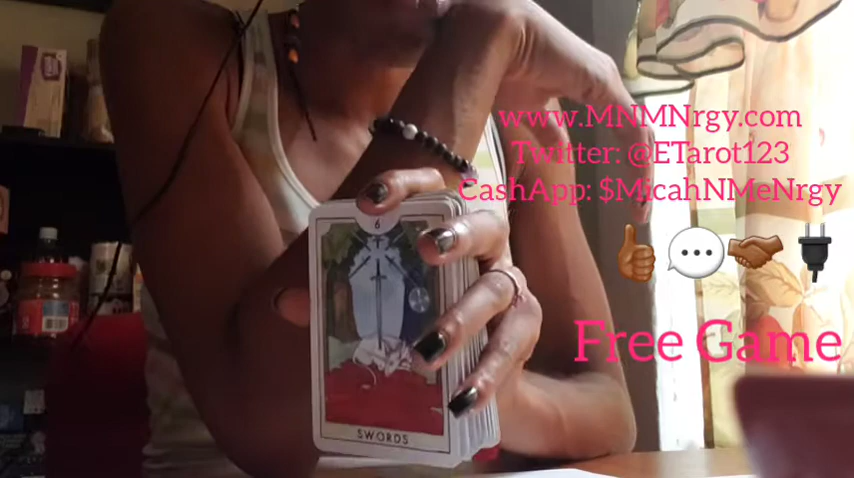 www.MNMNrgy.com
Twitter: @ETarot123
CashApp: $MicahNMeNrgy
Free Game
6
SWORDS